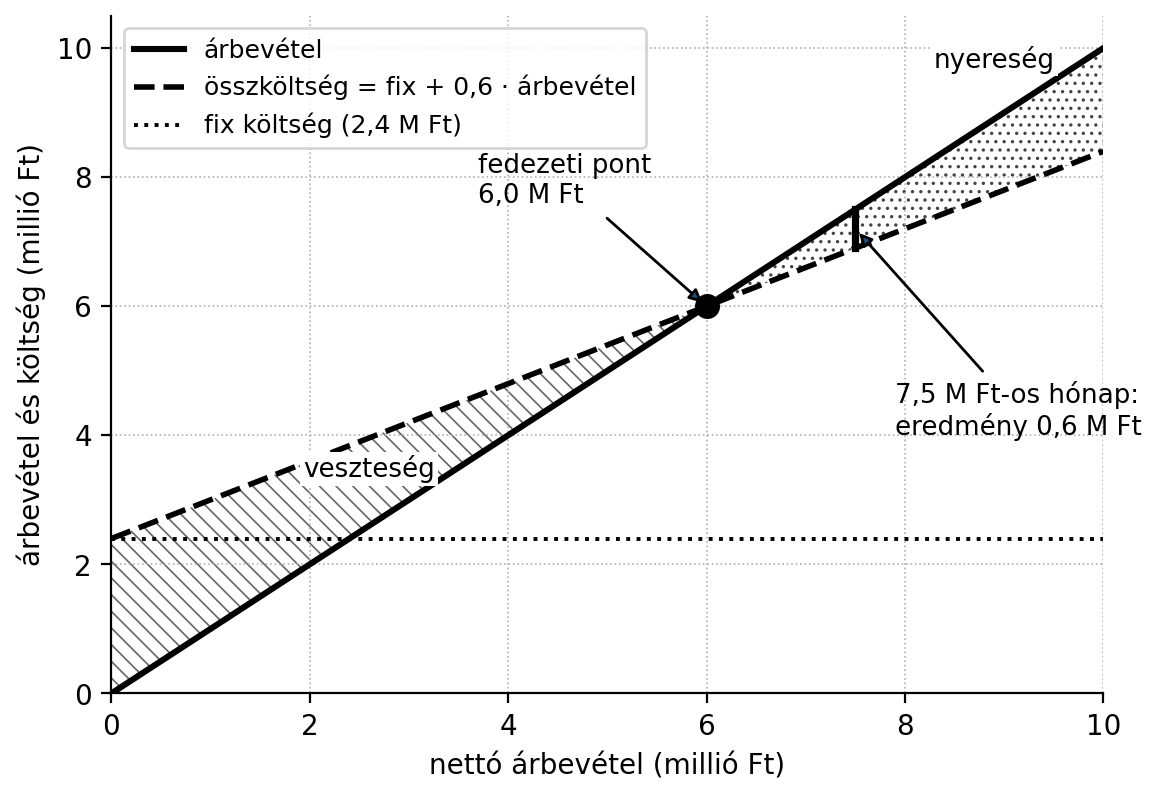 árbevétel
összköltség = fix + 0,6 · árbevétel
fix költség (2,4 M Ft)
nyereség
fedezeti pont
6,0 M Ft
7,5 M Ft-os hónap:
eredmény 0,6 M Ft
veszteség
árbevétel és költség (millió Ft)
10
8
6
4
2
0
0 2 4 6 8 10
nettó árbevétel (millió Ft)